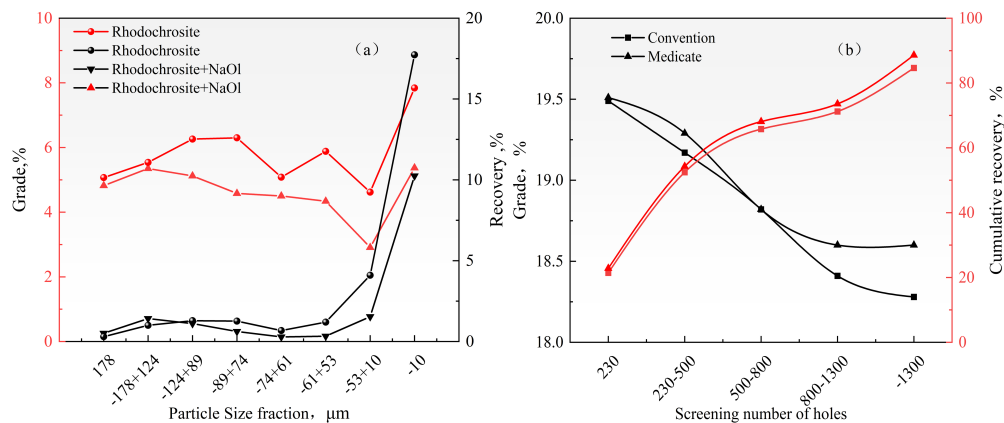 10
8
6
4
2
0
Grade,%
Rhodochrosite
Rhodochrosite
Rhodochrosite+NaOl
Rhodochrosite+NaOl
（a）
20
15
10
5
0
Recovery ,%
178
-178+124
-124+89
-89+74
-74+61
-61+53
-53+10
-10
Particle Size fraction，μm
20.0
19.5
19.0
18.5
18.0
Grade，%
Convention
Medicate
（b）
100
80
60
40
20
0
Cumulative recovery，%
230
230-500
500-800
800-1300
-1300
Screening number of holes